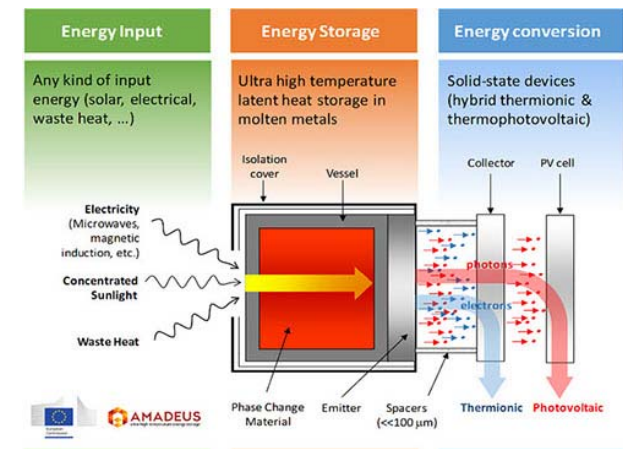 Energy Input
Any kind of input
energy (solar, electrical,
waste heat, ...)
Energy Storage
Ultra high temperature
latent heat storage in
molten metals
Energy conversion
Solid-state devices
(hybrid thermionic &
thermophotovoltaic)
Isolation
cover
Vessel
Collector
PV cell
Electricity
(Microwaves,
magnetic
induction, etc.)
Concentrated
Sunlight
Waste Heat
photons
electrons
Phase Change
Material
Emitter
Spacers
(<<100 μm)
Thermionic
Photovoltaic
European
Commission
AMADEUS